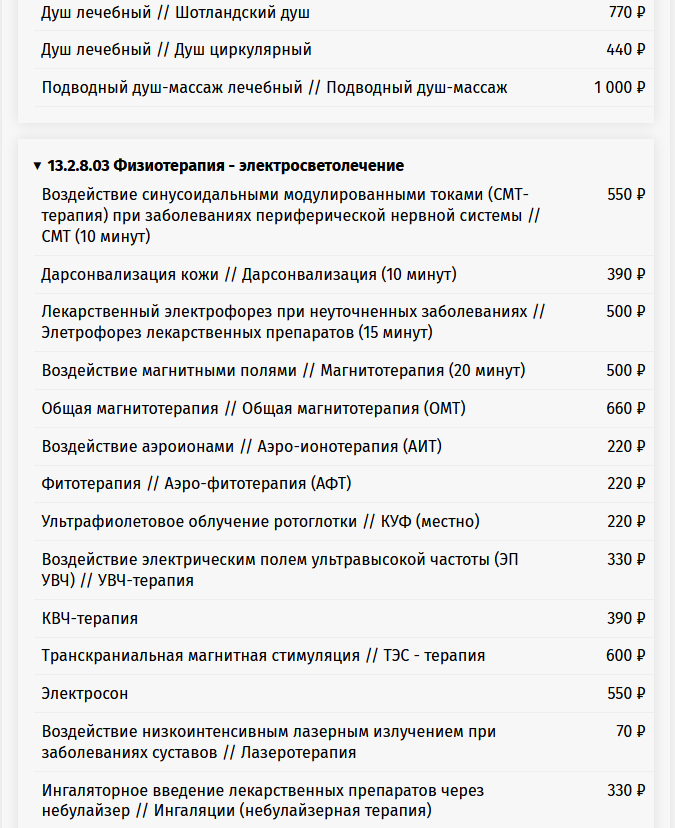 Душ лечебный // Шотландский душ 770 ₽
Душ лечебный // Душ циркулярный 440 ₽
Подводный душ-массаж лечебный // Подводный душ-массаж 1 000 ₽
▼ 13.2.8.03 Физиотерапия - электросветолечение
Воздействие синусоидальными модулированными токами (СМТ- 550 ₽
терапия) при заболеваниях периферической нервной системы //
СМТ (10 минут)
Дарсонвализация кожи // Дарсонвализация (10 минут) 390 ₽
Лекарственный электрофорез при неуточненных заболеваниях // 500 ₽
Элетрофорез лекарственных препаратов (15 минут)
Воздействие магнитными полями // Магнитотерапия (20 минут) 500 ₽
Общая магнитотерапия // Общая магнитотерапия (ОМТ) 660 ₽
Воздействие аэроионами // Аэро-ионотерапия (АИТ) 220 ₽
Фитотерапия // Аэро-фитотерапия (АФТ) 220 ₽
Ультрафиолетовое облучение ротоглотки // КУФ (местно) 220 ₽
Воздействие электрическим полем ультравысокой частоты (ЭП 330 ₽
УВЧ) // УВЧ-терапия
КВЧ-терапия 390 ₽
Транскраниальная магнитная стимуляция // ТЭС - терапия 600 ₽
Электросон 550 ₽
Воздействие низкоинтенсивным лазерным излучением при 70 ₽
заболеваниях суставов // Лазеротерапия
Ингаляторное введение лекарственных препаратов через 330 ₽
небулайзер // Ингаляции (небулайзерная терапия)